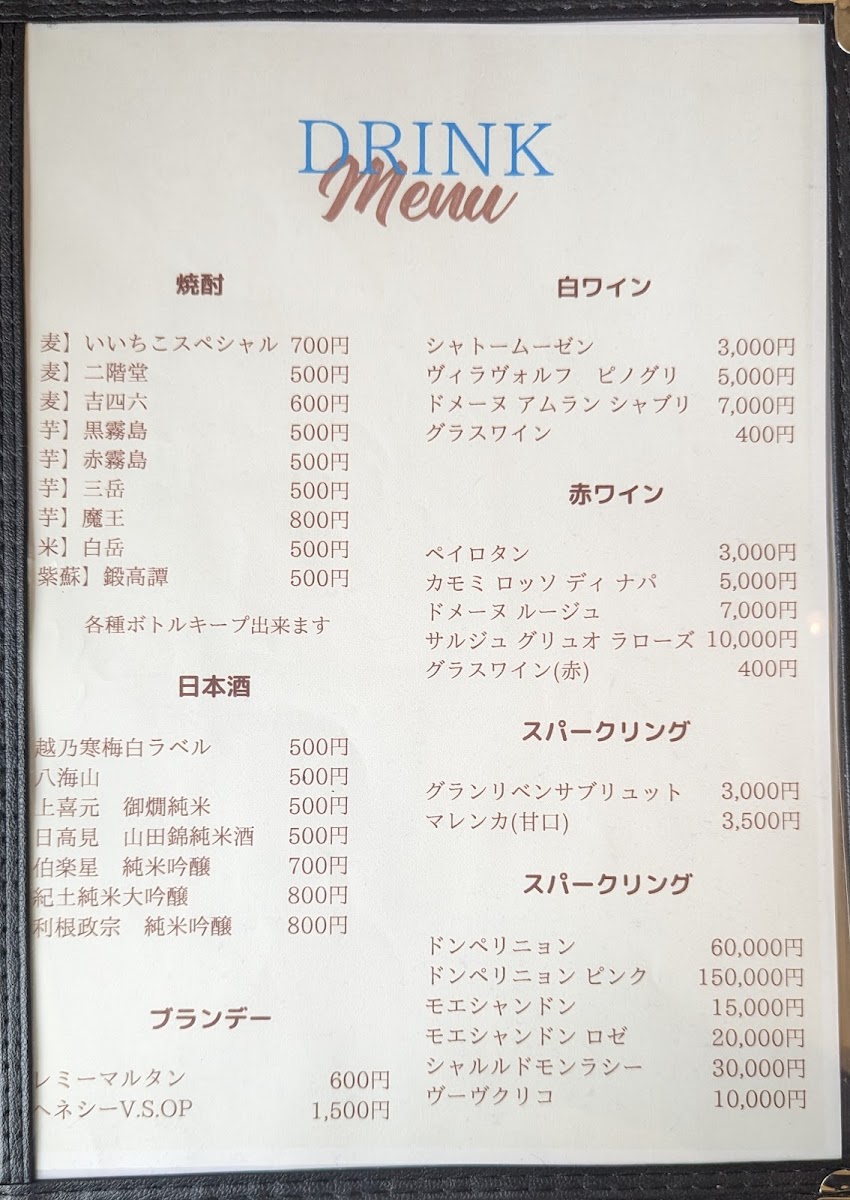 DRINK
Menu
焼酎
麦】いいちこスペシャル 700円
麦】二階堂 500円
麦】吉四六 600円
芋】黒霧島 500円
芋】赤霧島 500円
芋】三岳 500円
芋】魔王 800円
米】白岳 500円
紫蘇】鍛高譚 500円
各種ボトルキープ出来ます
日本酒
越乃寒梅白ラベル 500円
八海山 500円
上喜元 御燗純米 500円
日高見 山田錦純米酒 500円
伯楽星 純米吟醸 700円
紀土純米大吟醸 800円
利根政宗 純米吟醸 800円
ブランデー
レミーマルタン 600円
ヘネシーV.S.OP 1,500円
白ワイン
シャトームーゼン 3,000円
ヴィラヴォルフ ピノグリ 5,000円
ドメーヌ アムラン シャブリ 7,000円
グラスワイン 400円
赤ワイン
ペイロタン 3,000円
カモミ ロッソ ディ ナパ 5,000円
ドメーヌ ルージュ 7,000円
サルジュ グリュオ ラローズ 10,000円
グラスワイン(赤) 400円
スパークリング
グランリベンサブリュット 3,000円
マレンカ(甘口) 3,500円
スパークリング
ドンペリニョン 60,000円
ドンペリニョン ピンク 150,000円
モエシャンドン 15,000円
モエシャンドン ロゼ 20,000円
シャルルドモンラシー 30,000円
ヴーヴクリコ 10,000円